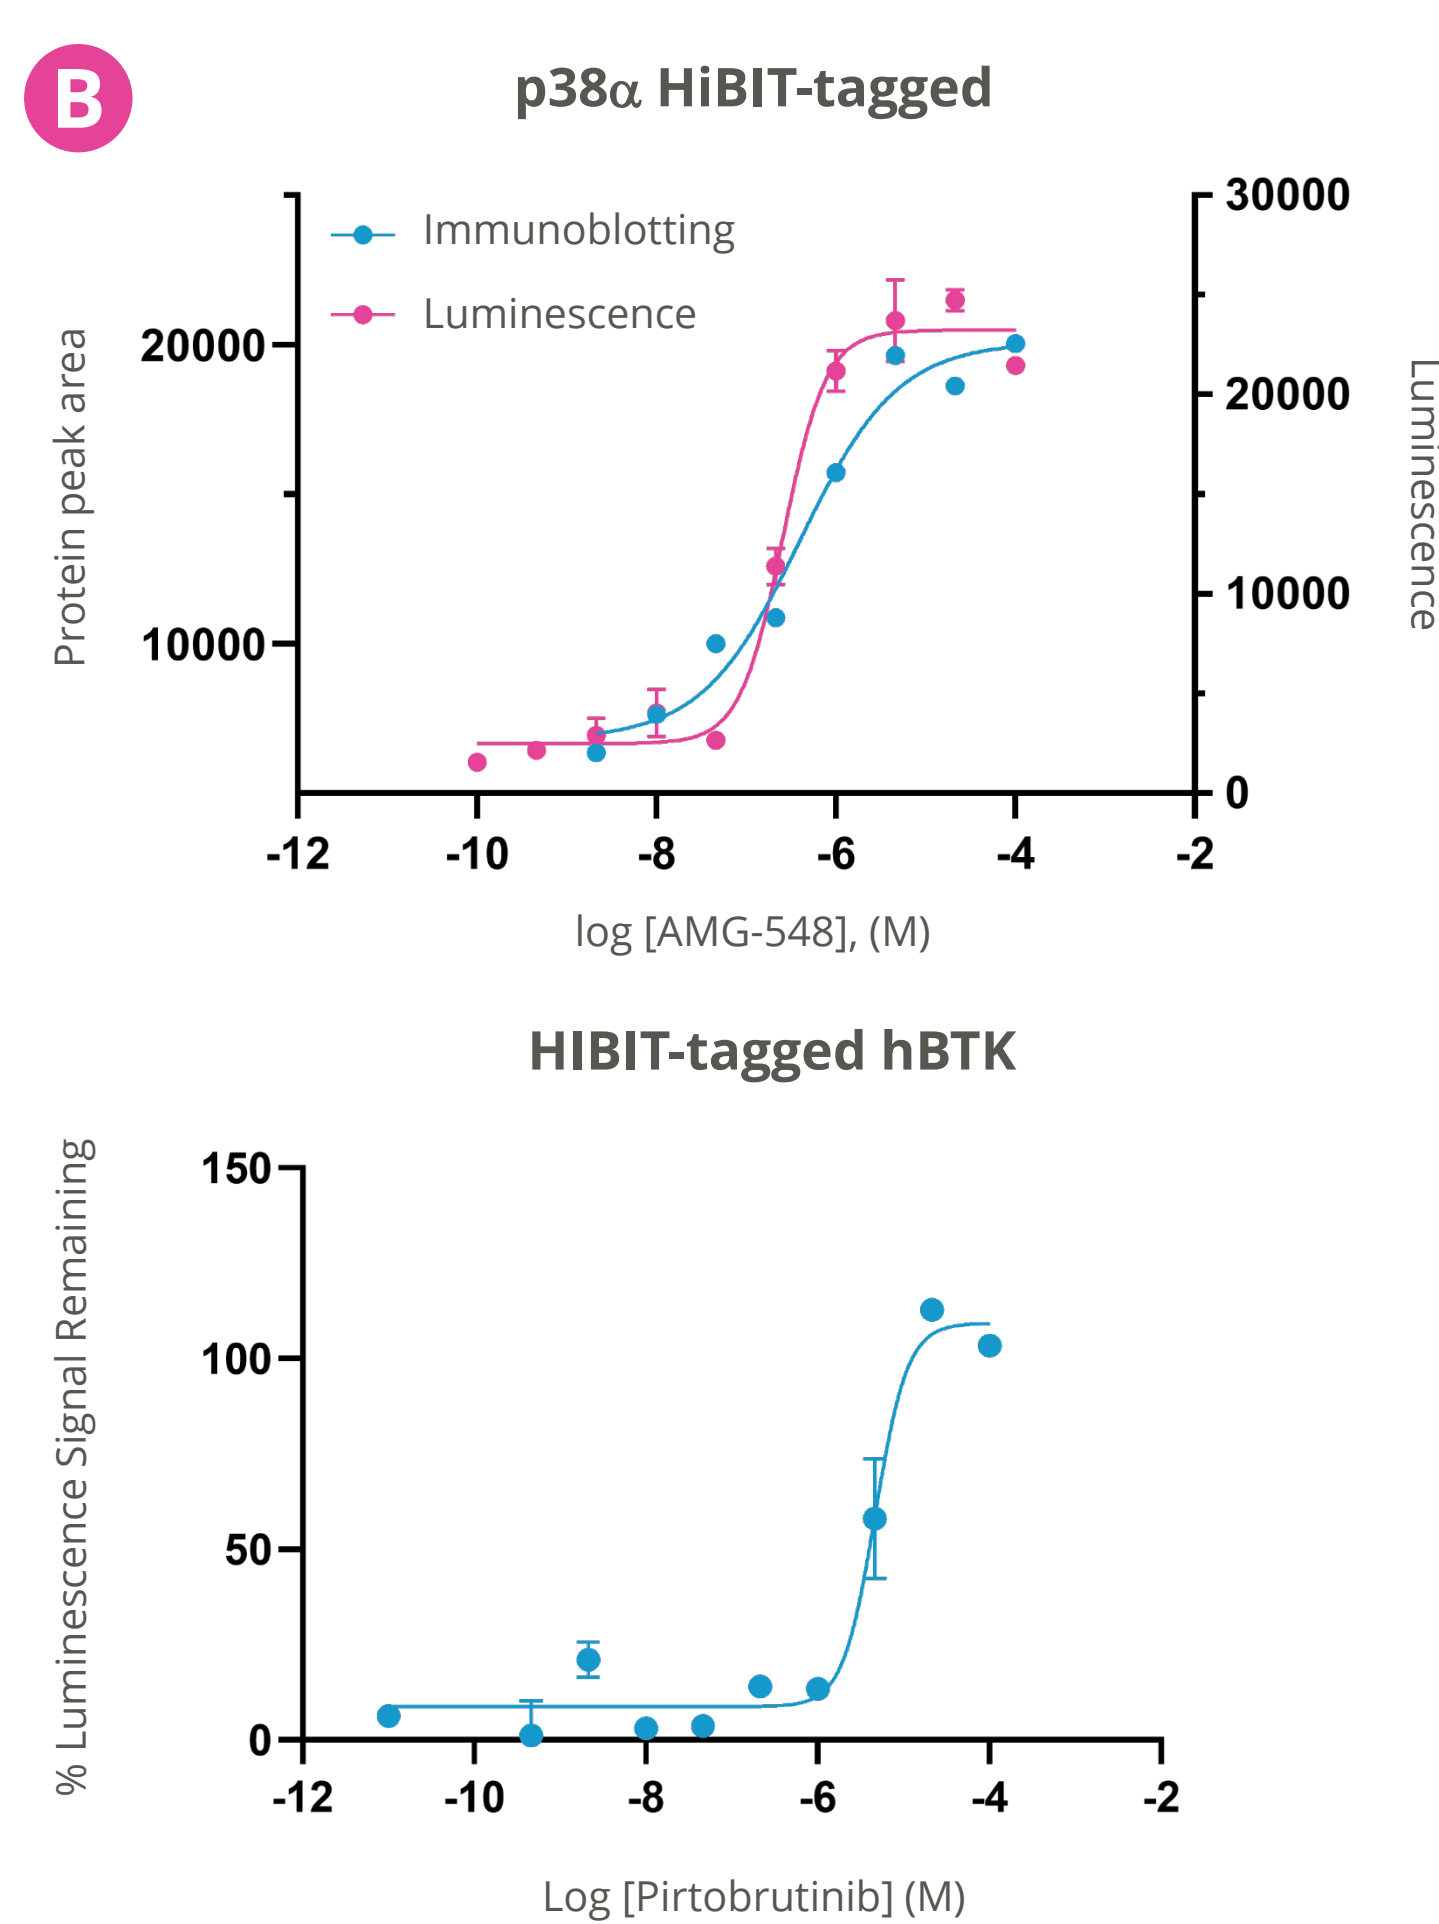 B
p38α HiBIT-tagged
Immunoblotting
Luminescence
Protein peak area
20000
10000
30000
20000
10000
0
Luminescence
-12 -10 -8 -6 -4 -2
log [AMG-548], (M)
HIBIT-tagged hBTK
% Luminescence Signal Remaining
150
100
50
0
-12 -10 -8 -6 -4 -2
Log [Pirtobrutinib] (M)